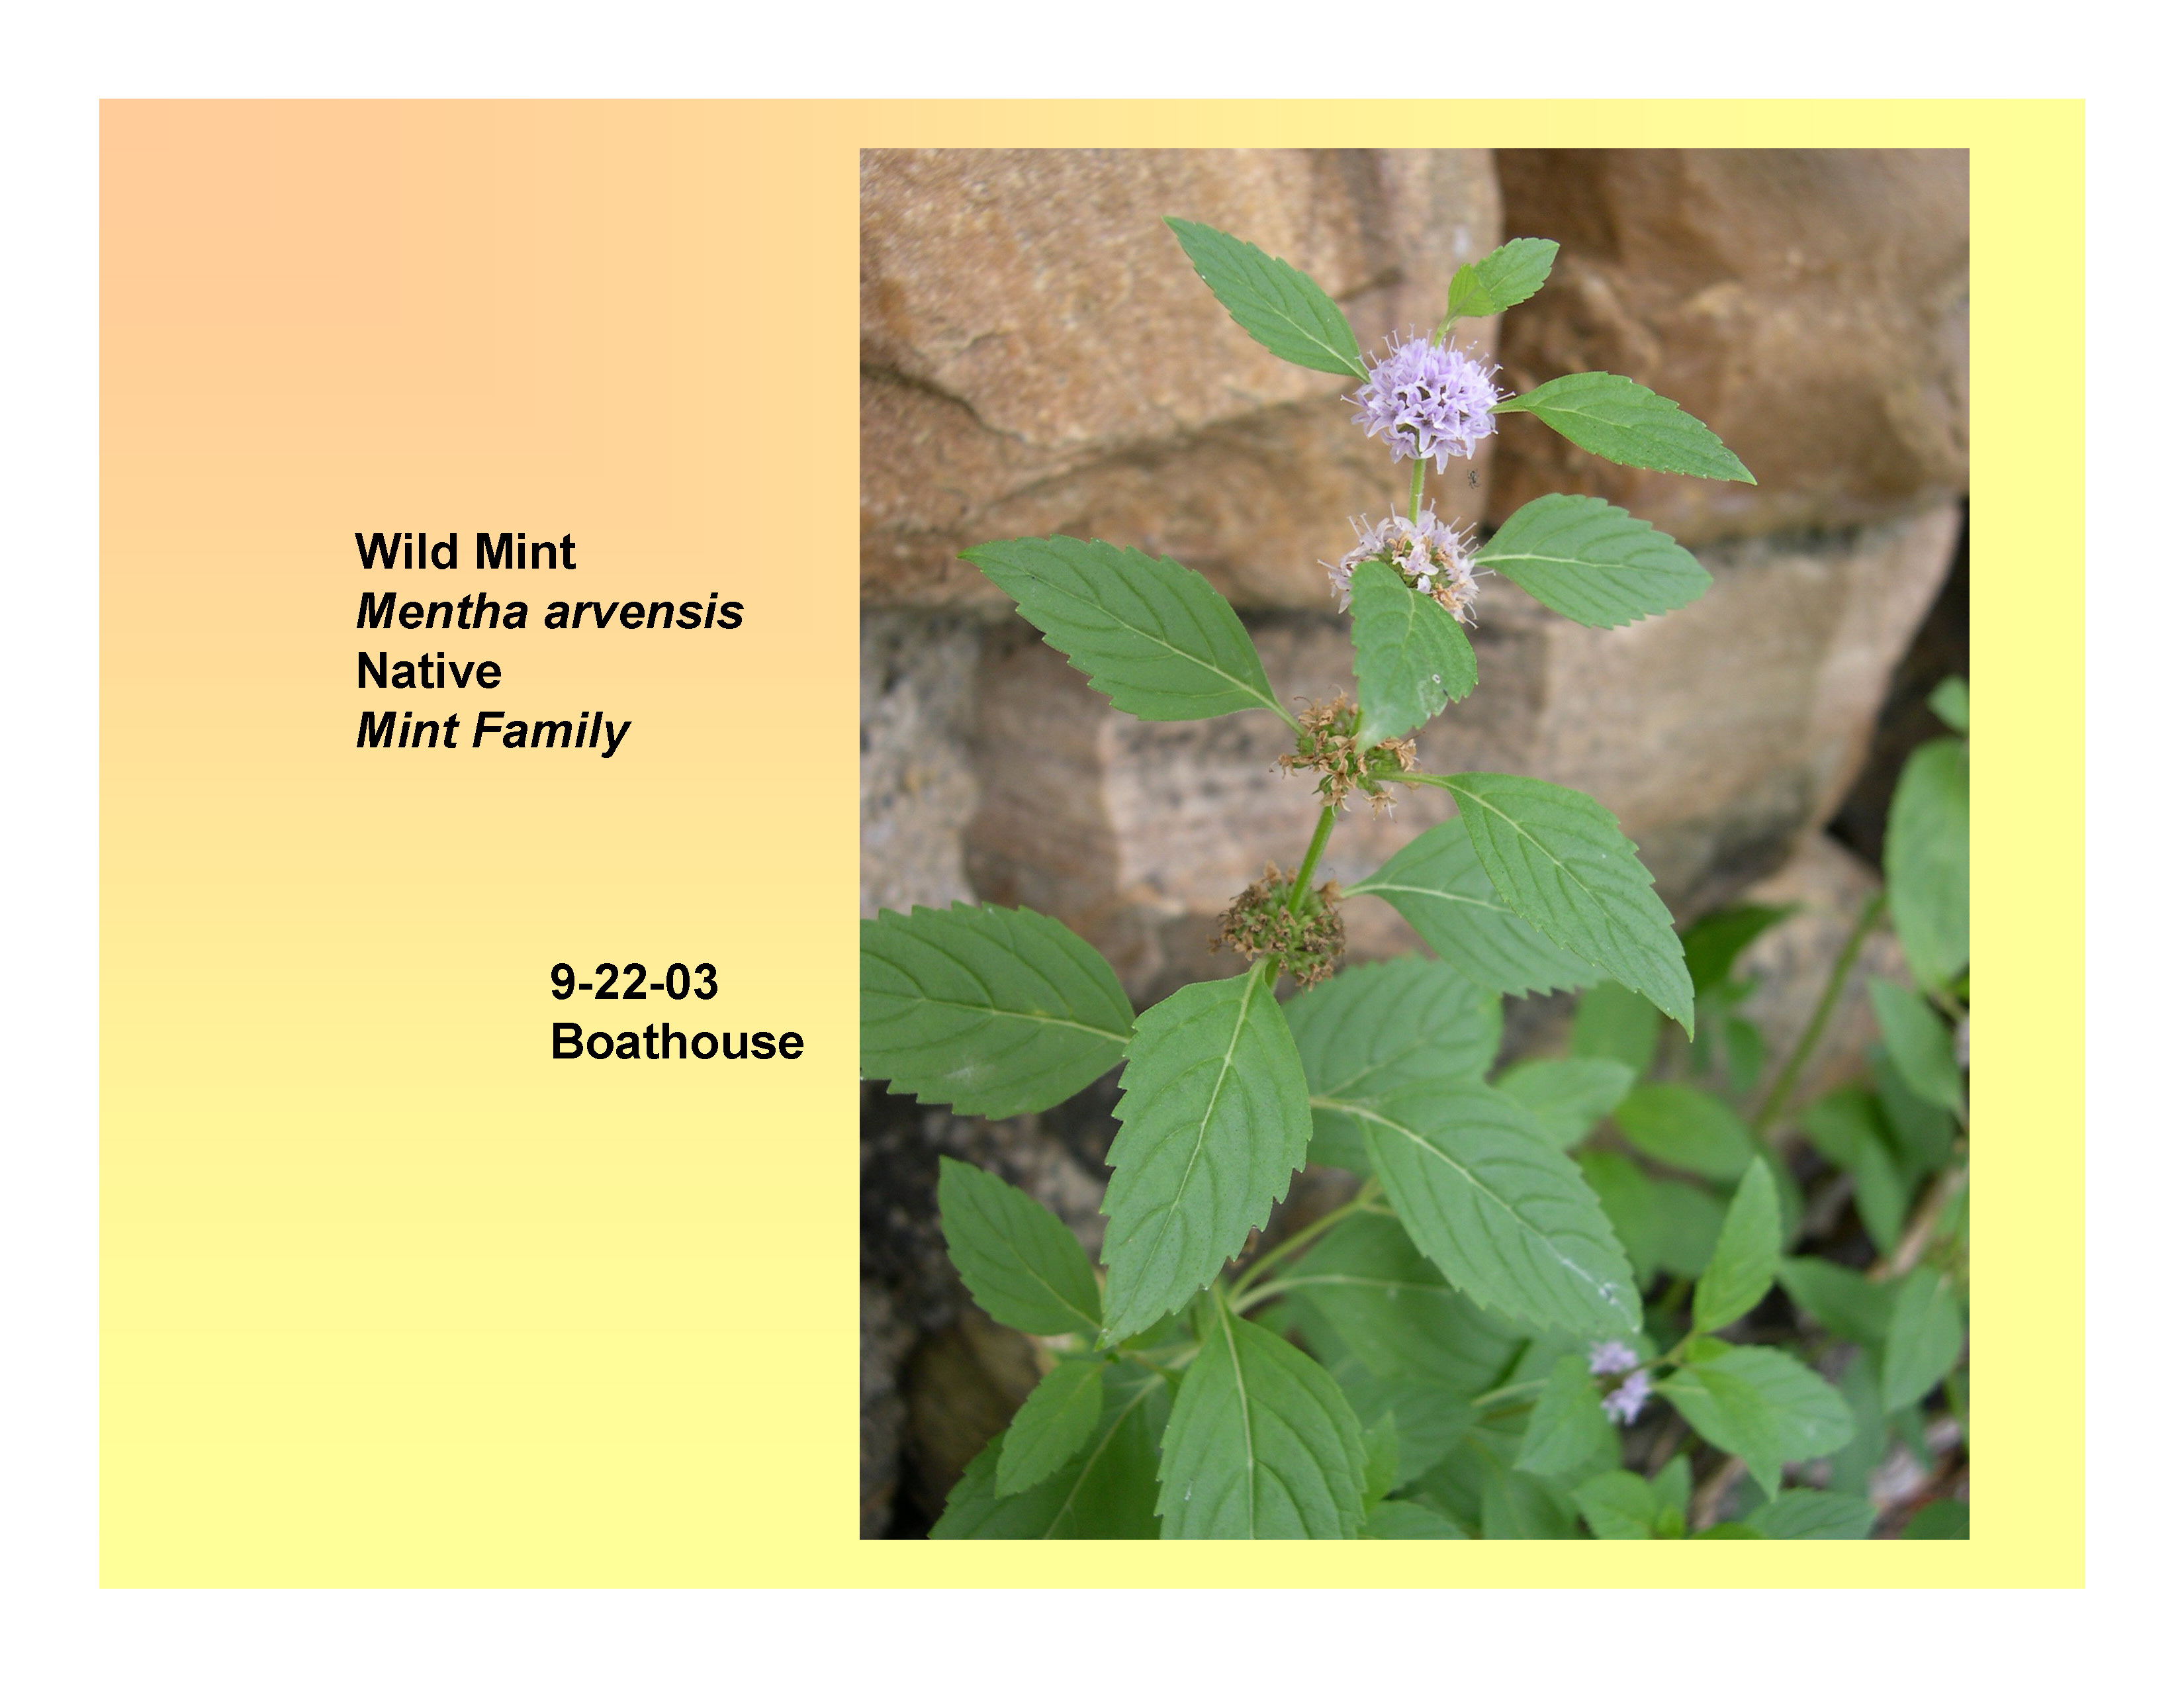 Wild Mint
Mentha arvensis
Native
Mint Family
9-22-03
Boathouse